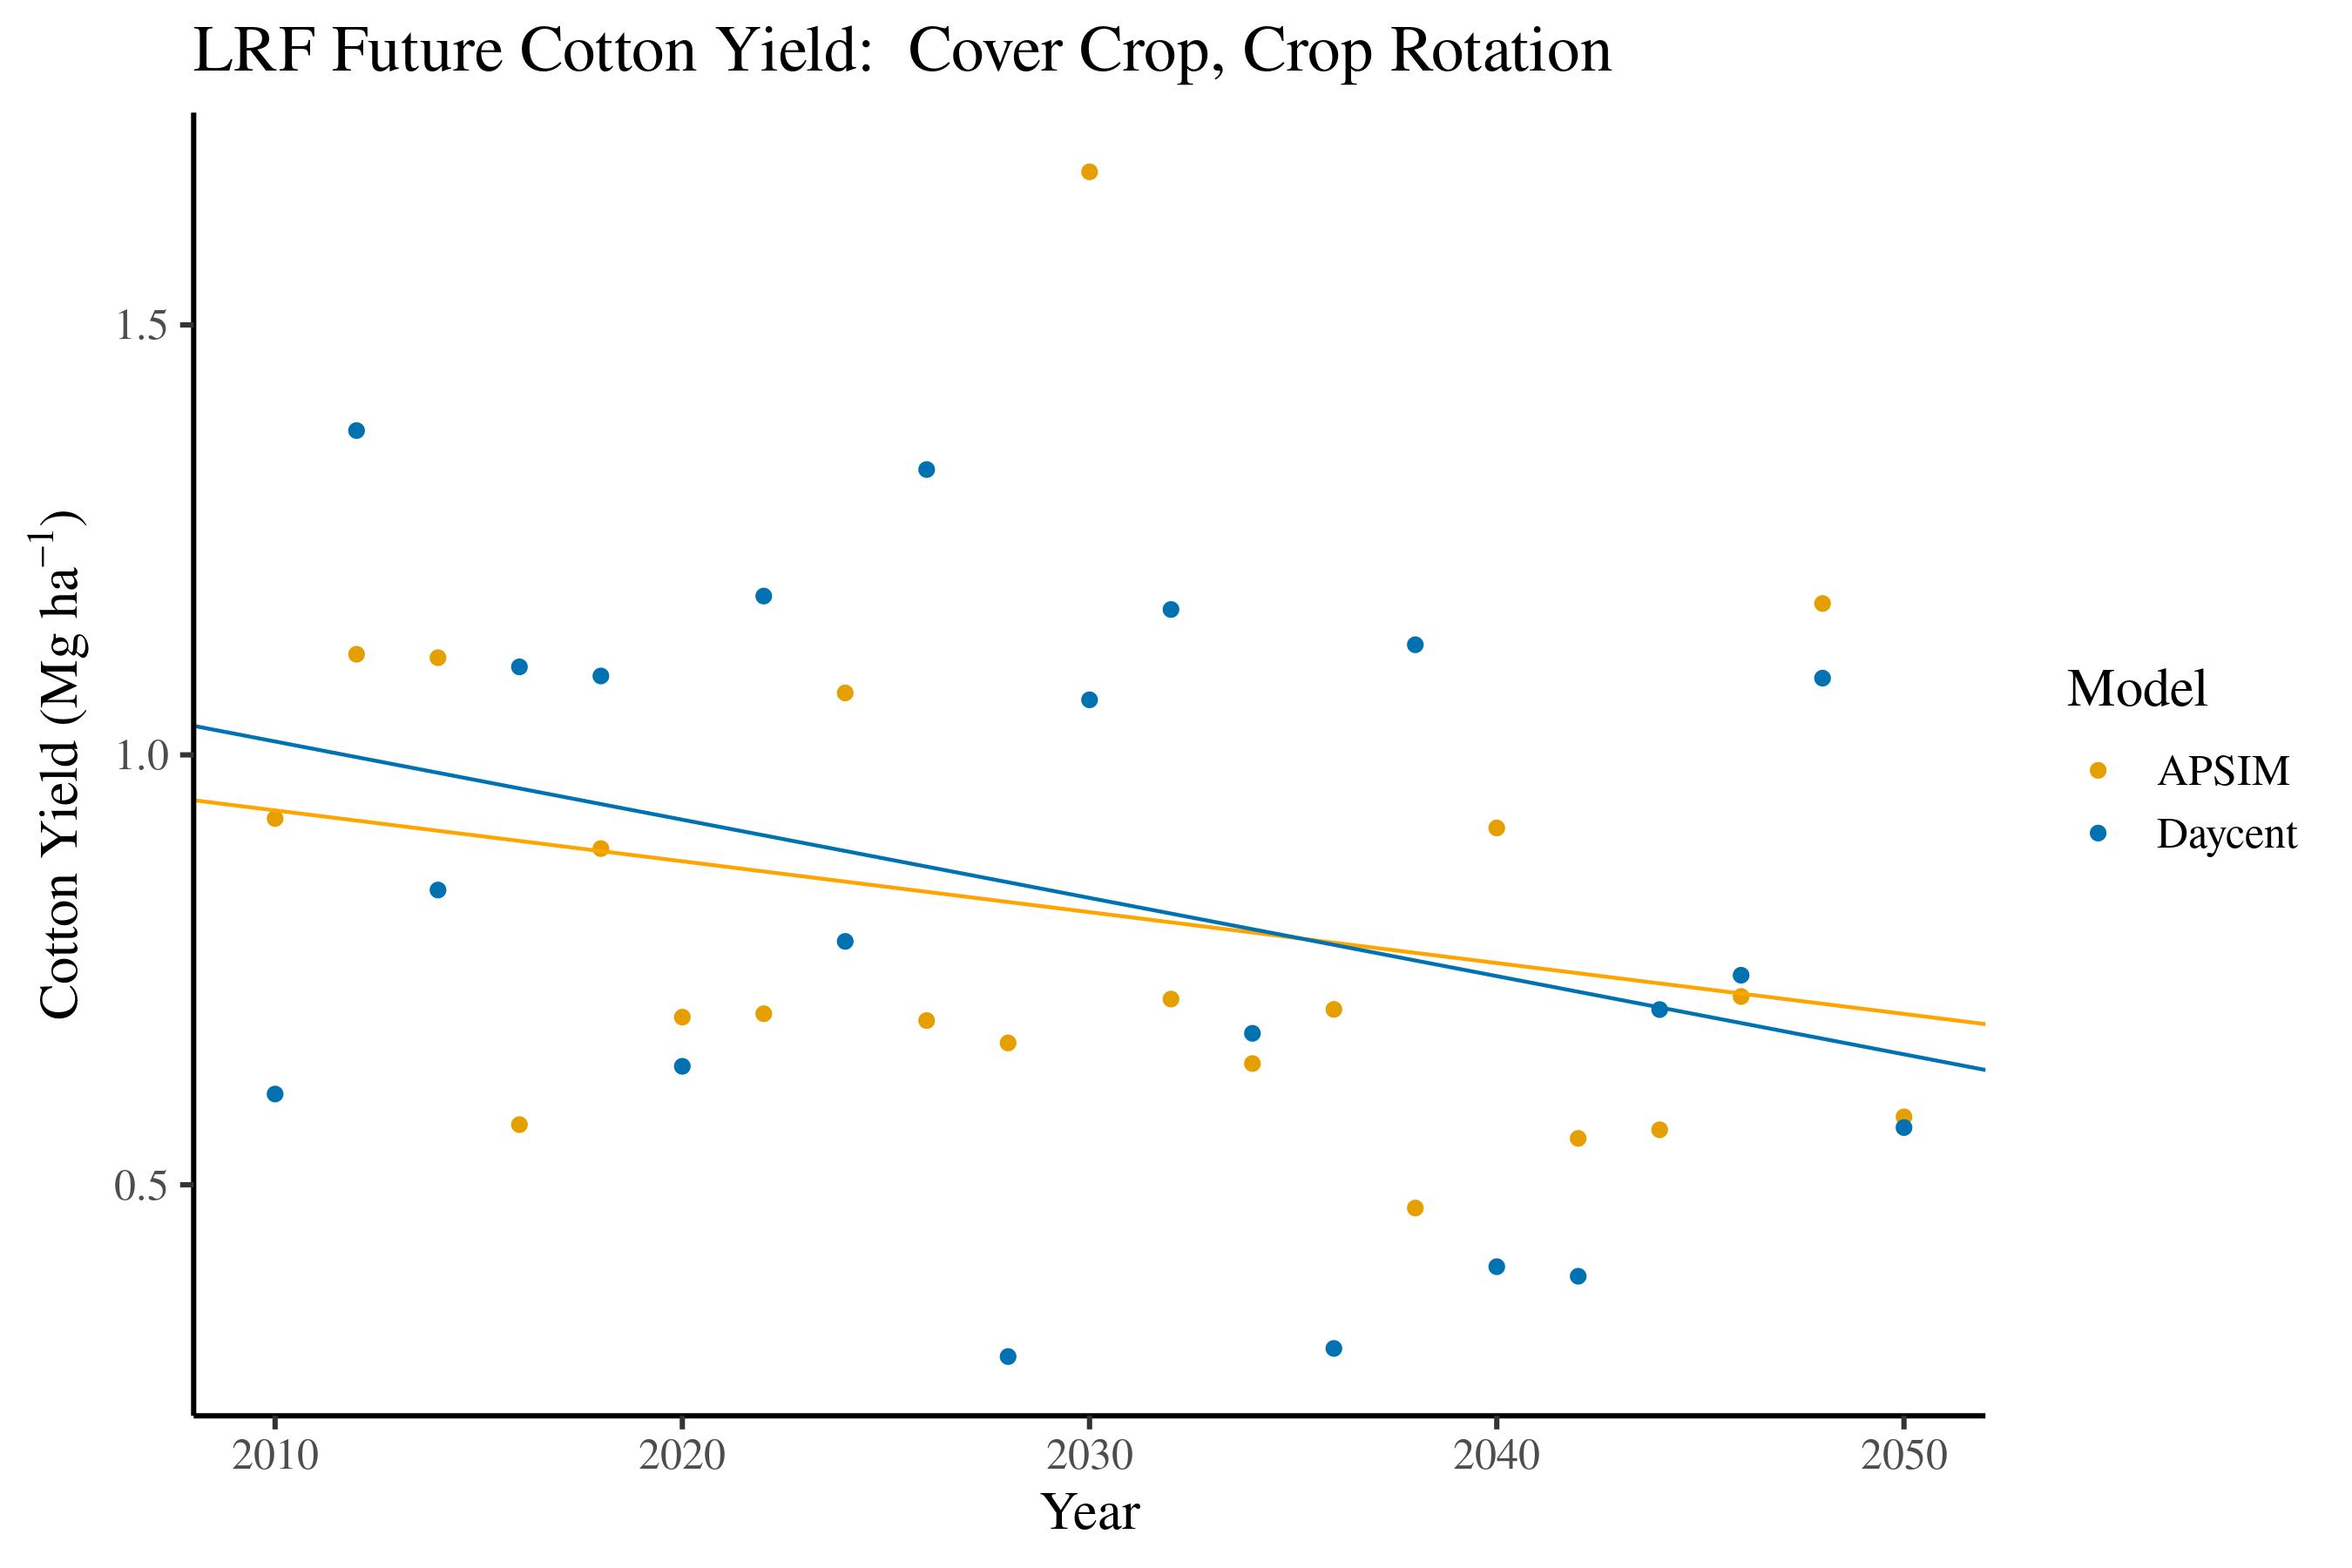 LRF Future Cotton Yield:  Cover Crop, Crop Rotation
Cotton Yield (Mg ha⁻¹)
1.5
1.0
0.5
2010 2020 2030 2040 2050
Year
Model
APSIM
Daycent